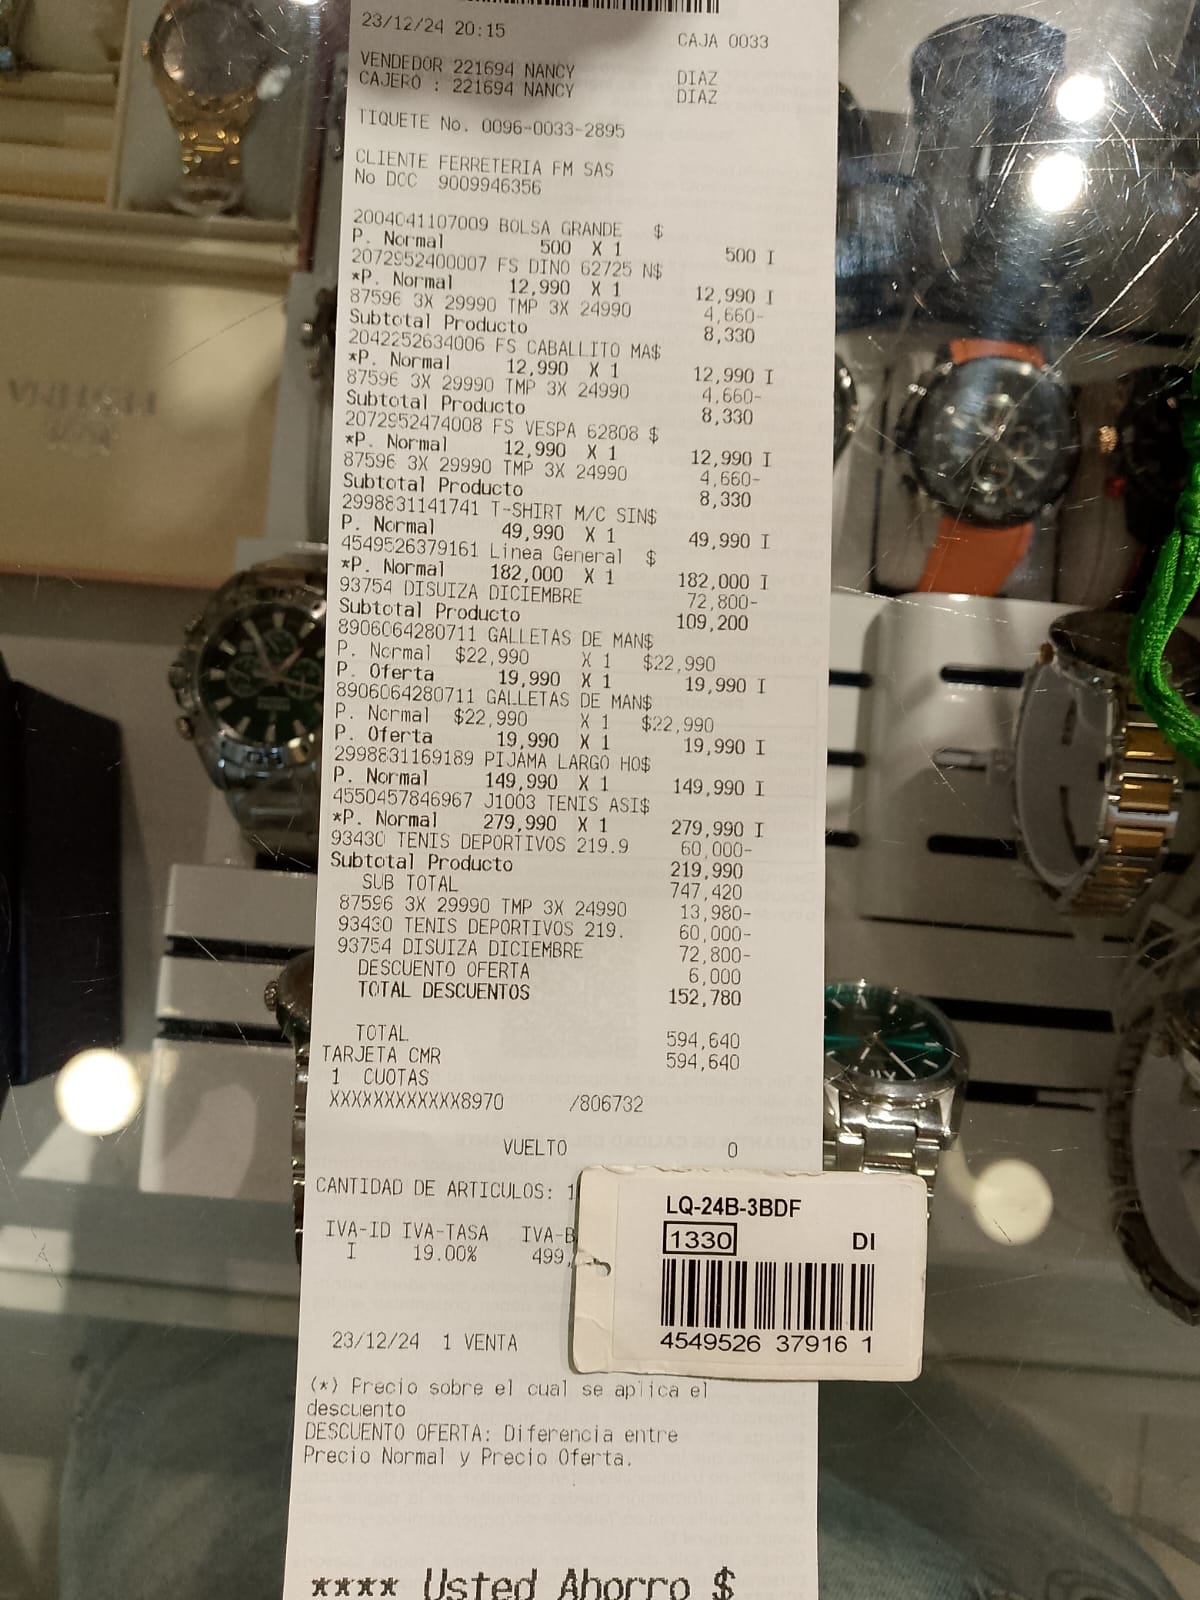 23/12/24 20:15 CAJA 0033
VENDEDOR 221694 NANCY DIAZ
CAJERO : 221694 NANCY DIAZ
TIQUETE No. 0096-0033-2895
CLIENTE FERRETERIA FM SAS
No DCC 9009946356
2004041107009 BOLSA GRANDE $
P. Normal 500 X 1 500 I
2072952400007 FS DINO 62725 N$
*P. Normal 12,990 X 1 12,990 I
87596 3X 29990 TMP 3X 24990 4,660-
Subtotal Producto 8,330
2042252634006 FS CABALLITO MA$
*P. Normal 12,990 X 1 12,990 I
87596 3X 29990 TMP 3X 24990 4,660-
Subtotal Producto 8,330
2072952474008 FS VESPA 62808 $
*P. Normal 12,990 X 1 12,990 I
87596 3X 29990 TMP 3X 24990 4,660-
Subtotal Producto 8,330
2998831141741 T-SHIRT M/C SIN$
P. Normal 49,990 X 1 49,990 I
4549526379161 Linea General $
*P. Normal 182,000 X 1 182,000 I
93754 DISUIZA DICIEMBRE 72,800-
Subtotal Producto 109,200
8906064280711 GALLETAS DE MAN$
P. Normal $22,990 X 1 $22,990
P. Oferta 19,990 X 1 19,990 I
8906064280711 GALLETAS DE MAN$
P. Normal $22,990 X 1 $22,990
P. Oferta 19,990 X 1 19,990 I
2998831169189 PIJAMA LARGO HO$
P. Normal 149,990 X 1 149,990 I
4550457846967 J1003 TENIS ASI$
*P. Normal 279,990 X 1 279,990 I
93430 TENIS DEPORTIVOS 219.9 60,000-
Subtotal Producto 219,990
SUB TOTAL 747,420
87596 3X 29990 TMP 3X 24990 13,980-
93430 TENIS DEPORTIVOS 219. 60,000-
93754 DISUIZA DICIEMBRE 72,800-
DESCUENTO OFERTA 6,000
TOTAL DESCUENTOS 152,780
TOTAL 594,640
TARJETA CMR 594,640
1 CUOTAS
XXXXXXXXXXXX8970 /806732
VUELTO 0
CANTIDAD DE ARTICULOS: 1
IVA-ID IVA-TASA IVA-B
I 19.00% 499,
LQ-24B-3BDF
1330 DI
4549526 37916 1
23/12/24 1 VENTA
(*) Precio sobre el cual se aplica el
descuento
DESCUENTO OFERTA: Diferencia entre
Precio Normal y Precio Oferta.
**** Usted Ahorro $